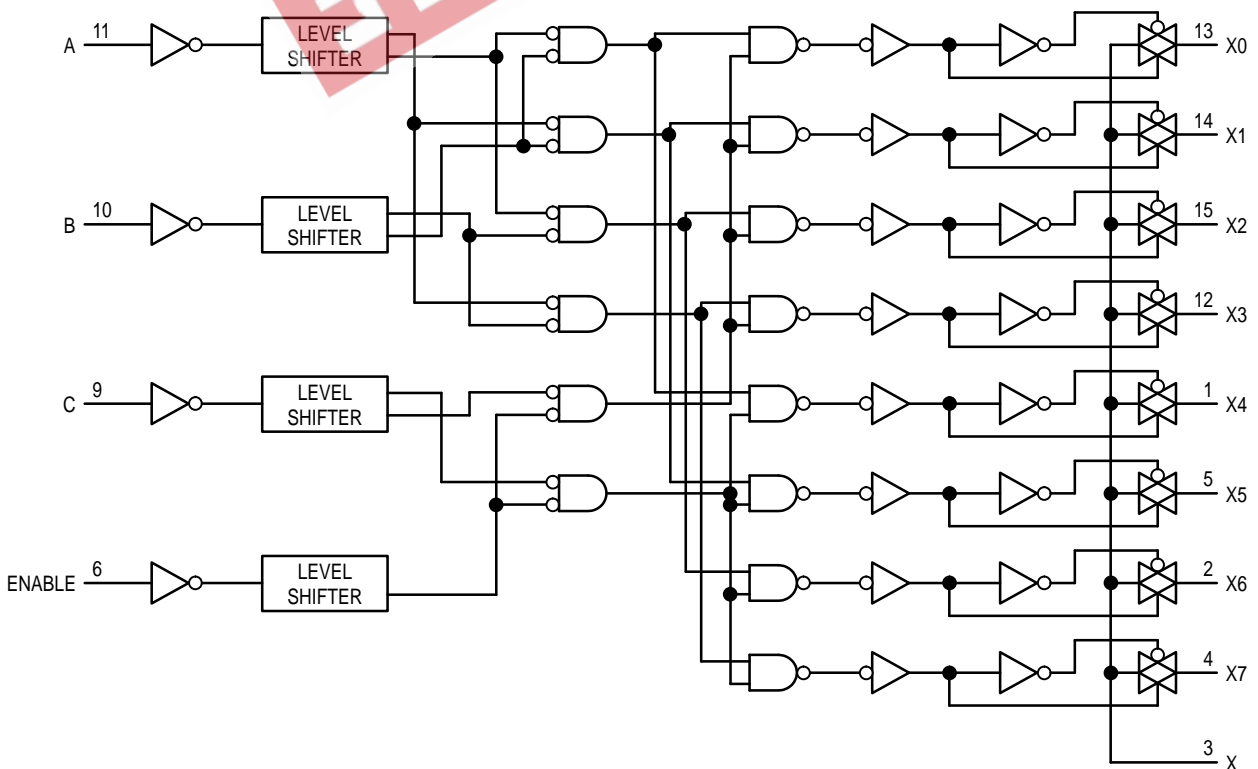 A 11 LEVEL SHIFTER 13 X0
14 X1
B 10 LEVEL SHIFTER 15 X2
12 X3
C 9 LEVEL SHIFTER 1 X4
5 X5
ENABLE 6 LEVEL SHIFTER 2 X6
4 X7
3 X